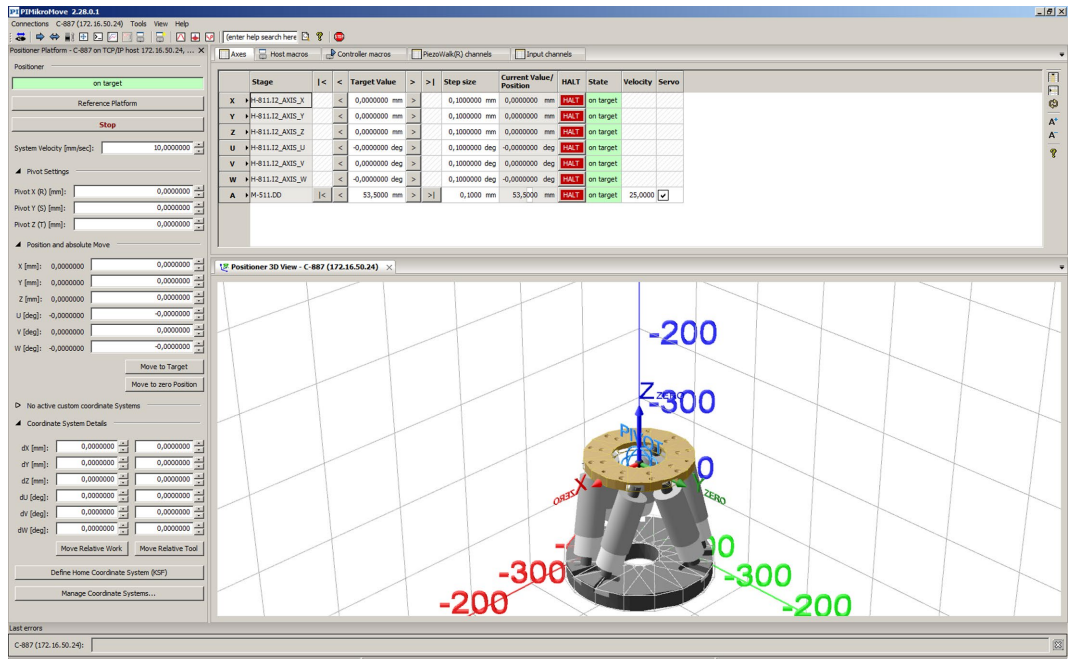 PI PIMikroMove 2.28.0.1
Connections C-887 (172.16.50.24) Tools View Help
(enter help search here
Positioner Platform - C-887 on TCP/IP host 172.16.50.24, ... X
Axes Host macros Controller macros PiezoWalk(R) channels Input channels
Positioner
on target
Reference Platform
Stop
System Velocity [mm/sec]: 10,0000000
Pivot Settings
Pivot X (R) [mm]: 0,0000000
Pivot Y (S) [mm]: 0,0000000
Pivot Z (T) [mm]: 0,0000000
Position and absolute Move
X [mm]: 0,0000000 0,0000000
Y [mm]: 0,0000000 0,0000000
Z [mm]: 0,0000000 0,0000000
U [deg]: -0,0000000 -0,0000000
V [deg]: 0,0000000 0,0000000
W [deg]: -0,0000000 -0,0000000
Move to Target
Move to zero Position
No active custom coordinate Systems
Coordinate System Details
dX [mm]: 0,0000000 0,0000000
dY [mm]: 0,0000000 0,0000000
dZ [mm]: 0,0000000 0,0000000
dU [deg]: 0,0000000 0,0000000
dV [deg]: 0,0000000 0,0000000
dW [deg]: 0,0000000 0,0000000
Move Relative Work Move Relative Tool
Define Home Coordinate System (KSF)
Manage Coordinate Systems...
Stage |< < Target Value > >| Step size Current Value/ Position HALT State Velocity Servo
X H-811.I2_AXIS_X < 0,0000000 mm > 0,1000000 mm 0,0000000 mm HALT on target
Y H-811.I2_AXIS_Y < 0,0000000 mm > 0,1000000 mm 0,0000000 mm HALT on target
Z H-811.I2_AXIS_Z < 0,0000000 mm > 0,1000000 mm 0,0000000 mm HALT on target
U H-811.I2_AXIS_U < -0,0000000 deg > 0,1000000 deg -0,0000000 deg HALT on target
V H-811.I2_AXIS_V < 0,0000000 deg > 0,1000000 deg 0,0000000 deg HALT on target
W H-811.I2_AXIS_W < -0,0000000 deg > 0,1000000 deg -0,0000000 deg HALT on target
A M-511.DD |< < 53,5000 mm > >| 0,1000 mm 53,5000 mm HALT on target 25,0000
A+
A-
Positioner 3D View - C-887 (172.16.50.24) ×
-200
Z ZERO
-300
PIVOT
0
X ZERO
Y ZERO
-300
-200
00
-300
-200
Last errors
C-887 (172.16.50.24):